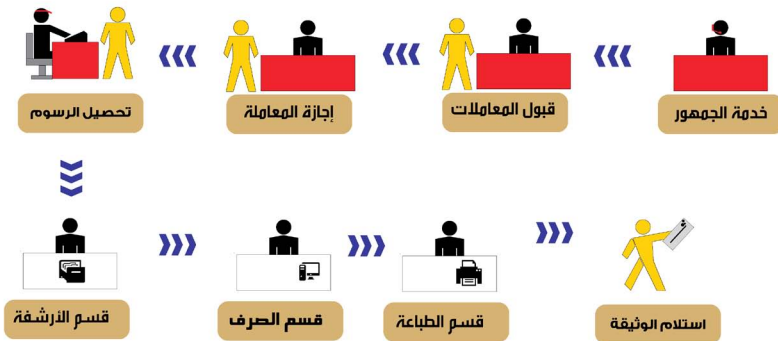 خدمة الجمهور
قبول المعاملات
إجازة المعاملة
تحصيل الرسوم
قسم الأرشفة
قسم الصرف
قسم الطباعة
استلام الوثيقة